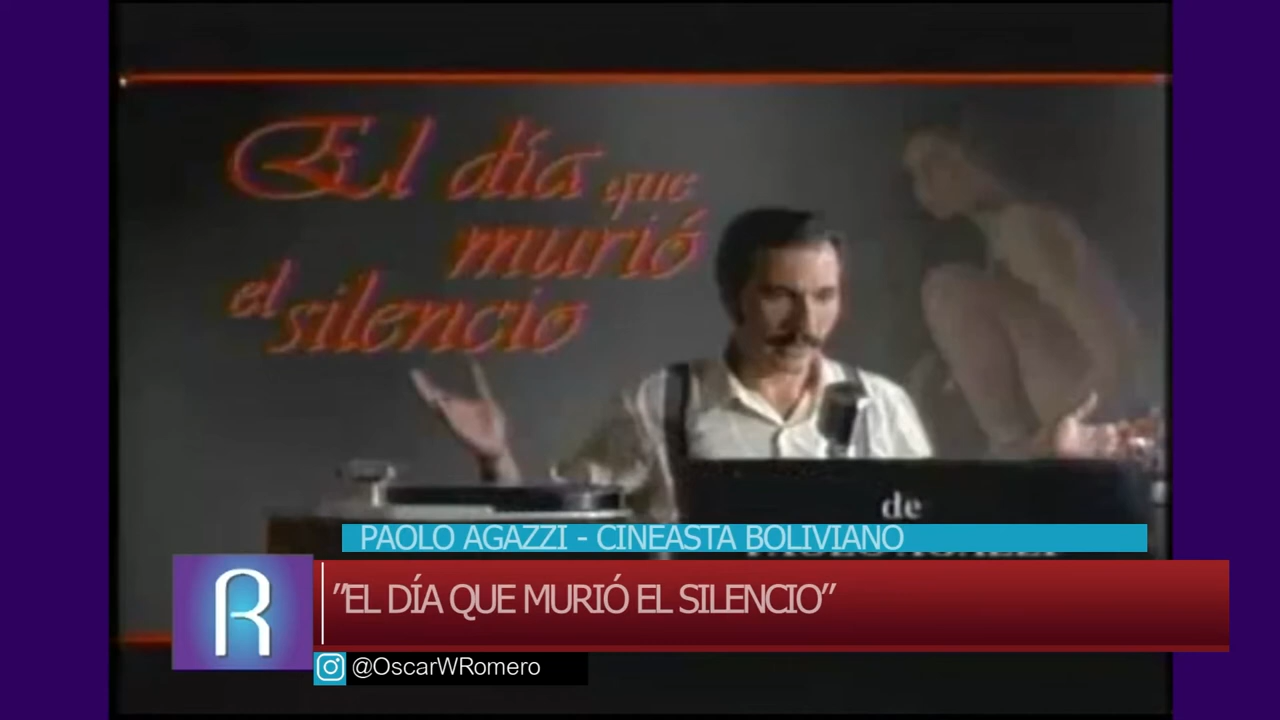 El día que
murió
el silencio
de
PAOLO AGAZZI - CINEASTA BOLIVIANO
"EL DÍA QUE MURIÓ EL SILENCIO"
R
@OscarWRomero